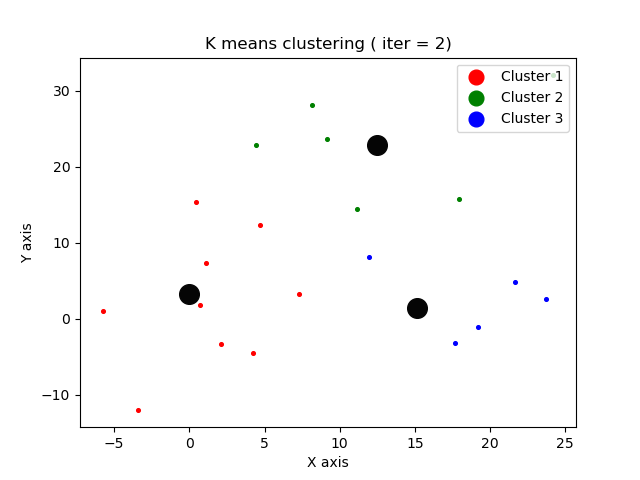 K means clustering ( iter = 2)
Cluster 1
Cluster 2
Cluster 3
30
20
10
0
−10
Y axis
−5
0
5
10
15
20
25
X axis